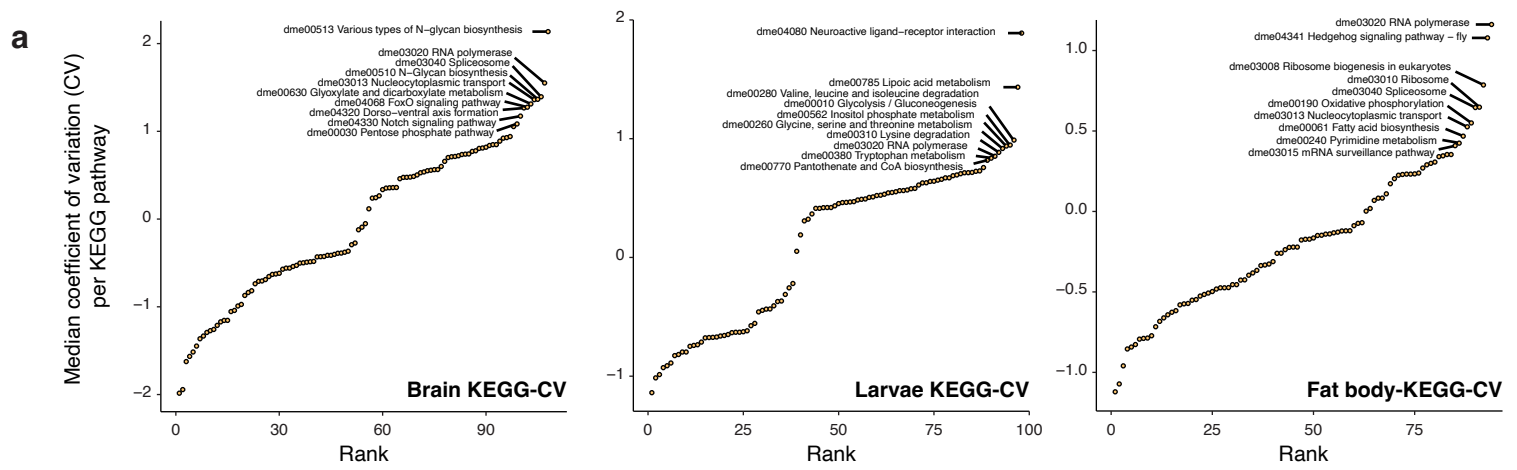 a
Median coefficient of variation (CV)
per KEGG pathway
2
1
0
−1
−2
dme00513 Various types of N−glycan biosynthesis
dme03020 RNA polymerase
dme03040 Spliceosome
dme00510 N−Glycan biosynthesis
dme03013 Nucleocytoplasmic transport
dme00630 Glyoxylate and dicarboxylate metabolism
dme04068 FoxO signaling pathway
dme04320 Dorso−ventral axis formation
dme04330 Notch signaling pathway
dme00030 Pentose phosphate pathway
Brain KEGG-CV
0 30 60 90
Rank
2
1
0
−1
dme04080 Neuroactive ligand−receptor interaction
dme00785 Lipoic acid metabolism
dme00280 Valine, leucine and isoleucine degradation
dme00010 Glycolysis / Gluconeogenesis
dme00562 Inositol phosphate metabolism
dme00260 Glycine, serine and threonine metabolism
dme00310 Lysine degradation
dme03020 RNA polymerase
dme00380 Tryptophan metabolism
dme00770 Pantothenate and CoA biosynthesis
Larvae KEGG-CV
0 25 50 75 100
Rank
1.0
0.5
0.0
−0.5
−1.0
dme03020 RNA polymerase
dme04341 Hedgehog signaling pathway − fly
dme03008 Ribosome biogenesis in eukaryotes
dme03010 Ribosome
dme03040 Spliceosome
dme00190 Oxidative phosphorylation
dme03013 Nucleocytoplasmic transport
dme00061 Fatty acid biosynthesis
dme00240 Pyrimidine metabolism
dme03015 mRNA surveillance pathway
Fat body-KEGG-CV
0 25 50 75
Rank